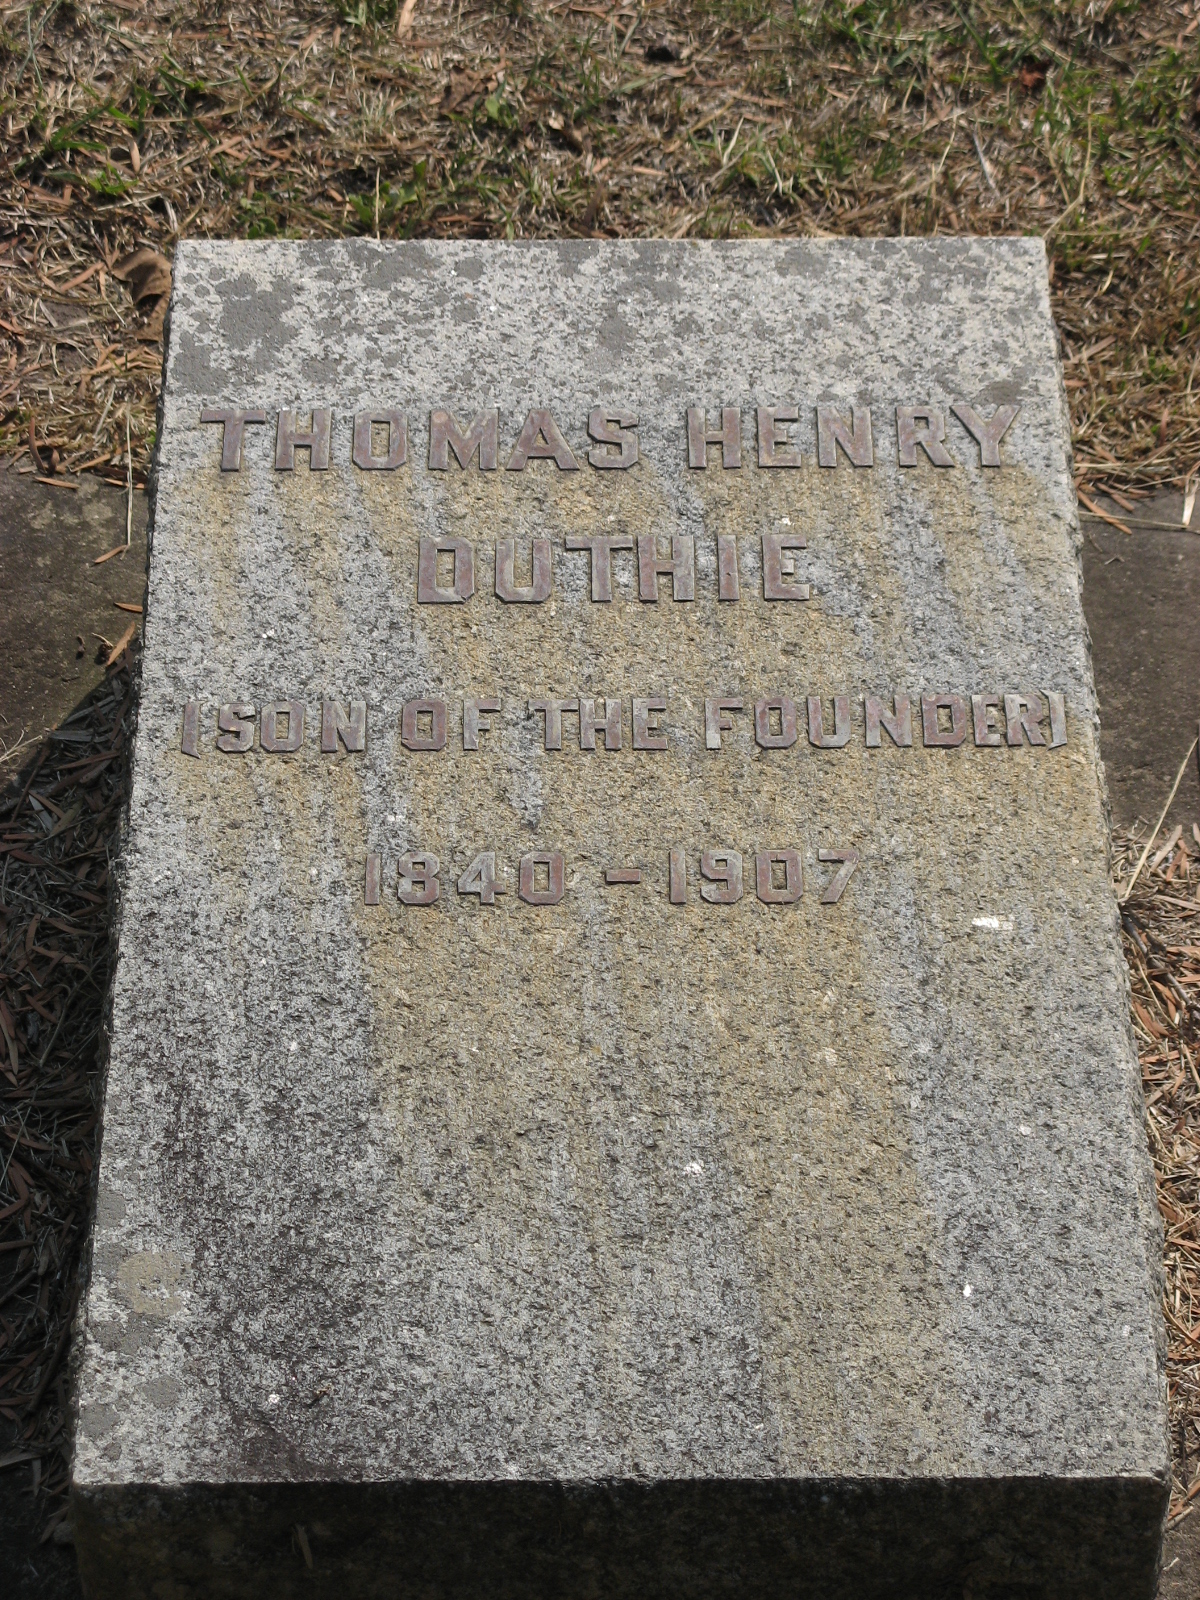 THOMAS HENRY
DUTHIE
(SON OF THE FOUNDER)
1840 - 1907